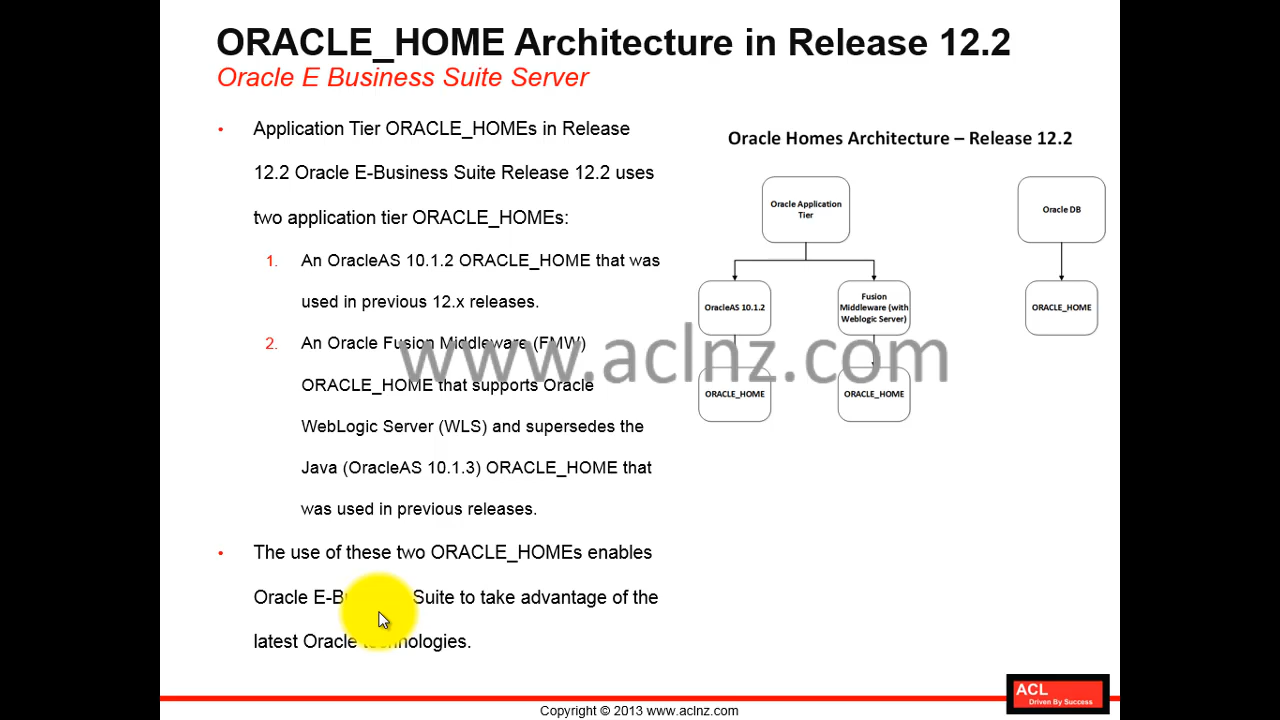 ORACLE_HOME Architecture in Release 12.2
Oracle E Business Suite Server
• Application Tier ORACLE_HOMEs in Release
12.2 Oracle E-Business Suite Release 12.2 uses
two application tier ORACLE_HOMEs:
1. An OracleAS 10.1.2 ORACLE_HOME that was
used in previous 12.x releases.
2. An Oracle Fusion Middleware (FMW)
ORACLE_HOME that supports Oracle
WebLogic Server (WLS) and supersedes the
Java (OracleAS 10.1.3) ORACLE_HOME that
was used in previous releases.
• The use of these two ORACLE_HOMEs enables
Oracle E-Business Suite to take advantage of the
latest Oracle technologies.
Oracle Homes Architecture – Release 12.2
Oracle Application
Tier
Oracle DB
OracleAS 10.1.2
Fusion
Middleware (with
Weblogic Server)
ORACLE_HOME
ORACLE_HOME
ORACLE_HOME
www.aclnz.com
ACL
Driven By Success
Copyright © 2013 www.aclnz.com